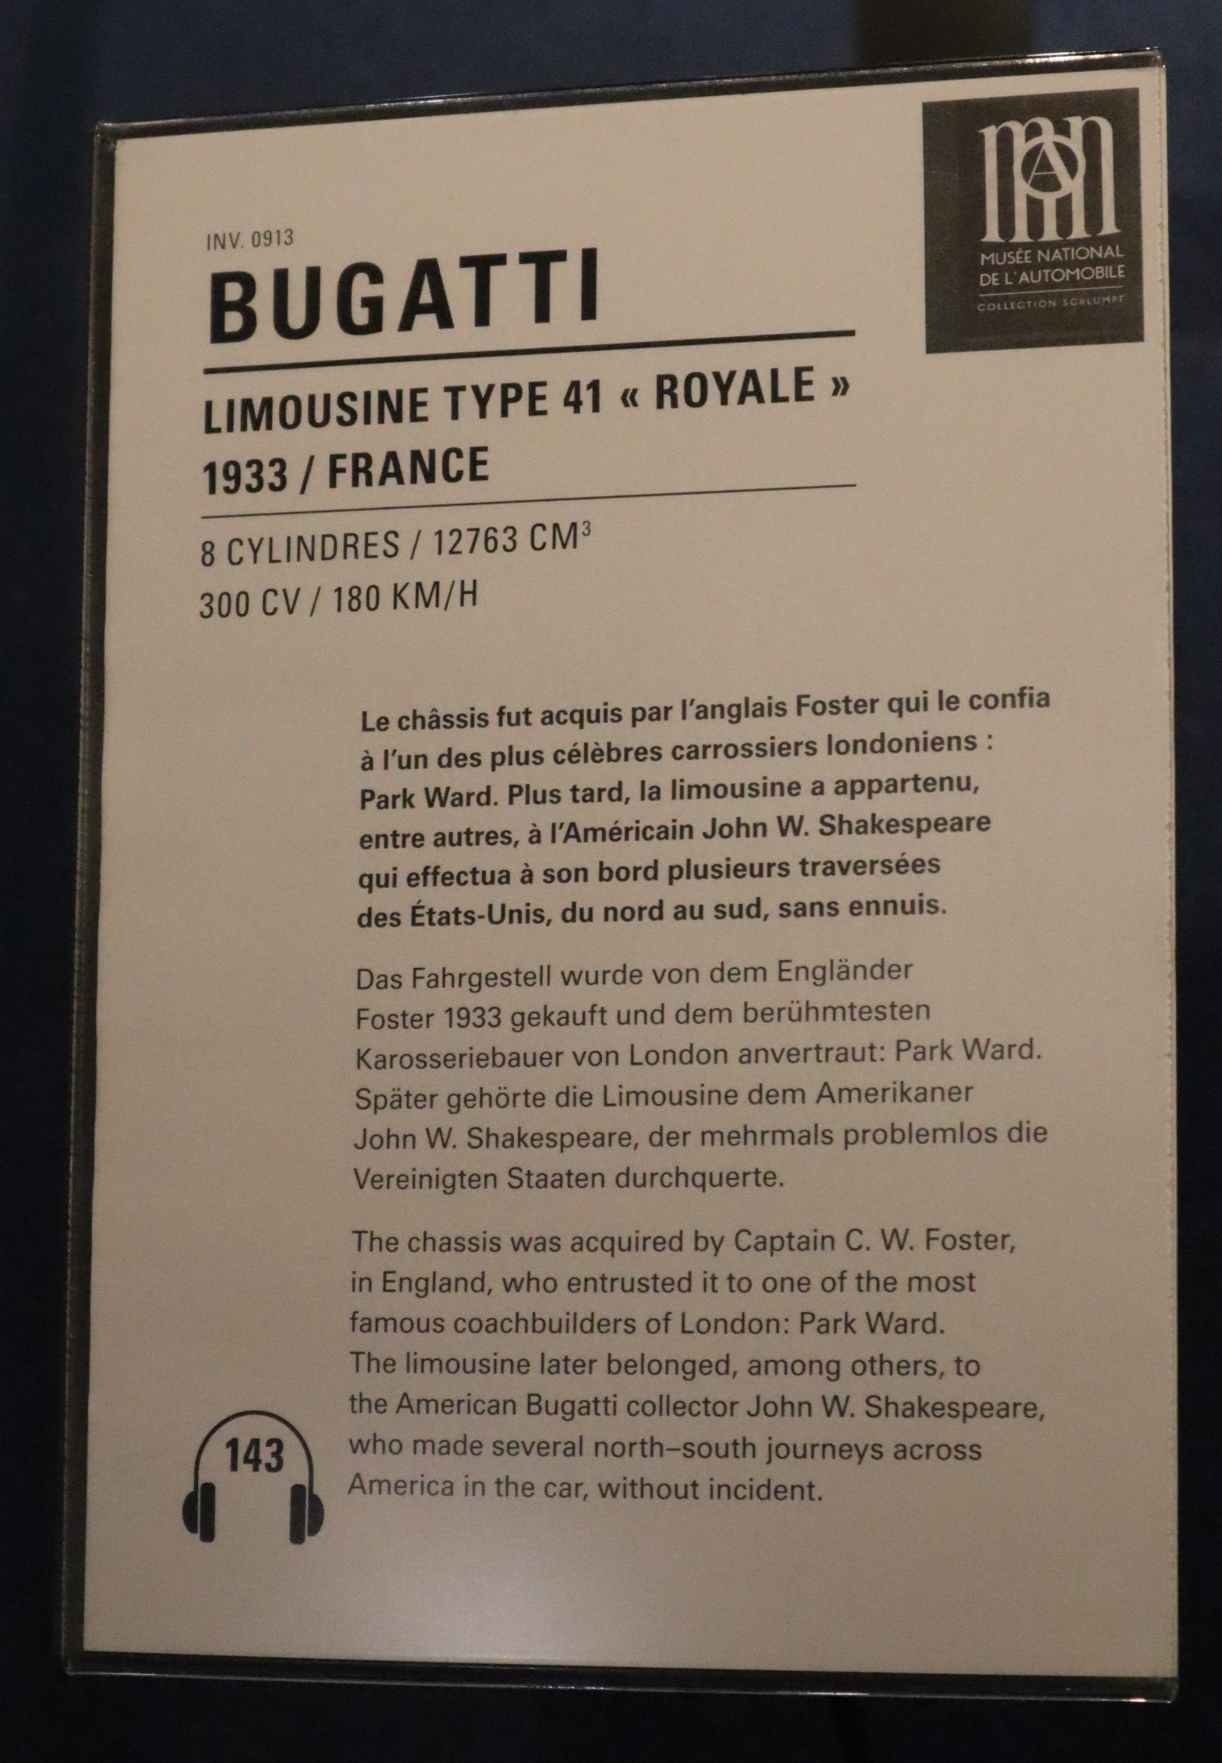 MUSÉE NATIONAL
DE L'AUTOMOBILE
COLLECTION SCHLUMPF
INV. 0913
BUGATTI
LIMOUSINE TYPE 41 « ROYALE »
1933 / FRANCE
8 CYLINDRES / 12763 CM³
300 CV / 180 KM/H
Le châssis fut acquis par l'anglais Foster qui le confia
à l'un des plus célèbres carrossiers londoniens :
Park Ward. Plus tard, la limousine a appartenu,
entre autres, à l'Américain John W. Shakespeare
qui effectua à son bord plusieurs traversées
des États-Unis, du nord au sud, sans ennuis.
Das Fahrgestell wurde von dem Engländer
Foster 1933 gekauft und dem berühmtesten
Karosseriebauer von London anvertraut: Park Ward.
Später gehörte die Limousine dem Amerikaner
John W. Shakespeare, der mehrmals problemlos die
Vereinigten Staaten durchquerte.
The chassis was acquired by Captain C. W. Foster,
in England, who entrusted it to one of the most
famous coachbuilders of London: Park Ward.
The limousine later belonged, among others, to
the American Bugatti collector John W. Shakespeare,
who made several north–south journeys across
America in the car, without incident.
143